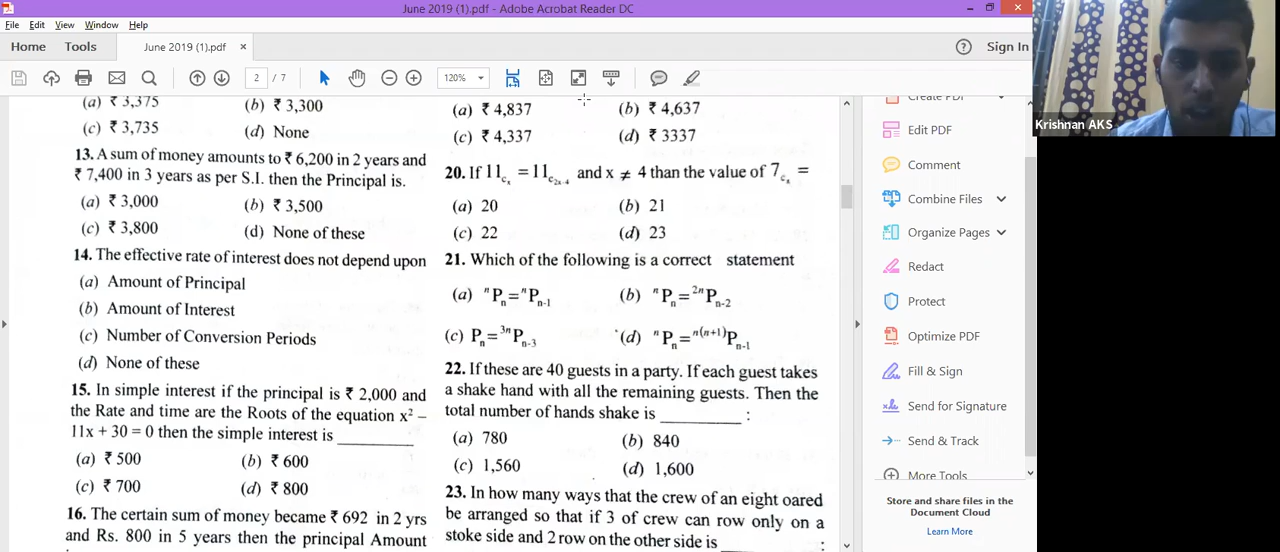 June 2019 (1).pdf - Adobe Acrobat Reader DC
File Edit View Window Help
Home Tools June 2019 (1).pdf × Sign In
2 / 7 120%
(a) ₹ 3,375 (b) ₹ 3,300
(c) ₹ 3,735 (d) None
13. A sum of money amounts to ₹ 6,200 in 2 years and
₹ 7,400 in 3 years as per S.I. then the Principal is.
(a) ₹ 3,000 (b) ₹ 3,500
(c) ₹ 3,800 (d) None of these
14. The effective rate of interest does not depend upon
(a) Amount of Principal
(b) Amount of Interest
(c) Number of Conversion Periods
(d) None of these
15. In simple interest if the principal is ₹ 2,000 and
the Rate and time are the Roots of the equation x² –
11x + 30 = 0 then the simple interest is ________
(a) ₹ 500 (b) ₹ 600
(c) ₹ 700 (d) ₹ 800
16. The certain sum of money became ₹ 692 in 2 yrs
and Rs. 800 in 5 years then the principal Amount
(a) ₹ 4,837 (b) ₹ 4,637
(c) ₹ 4,337 (d) ₹ 3337
20. If 11cₓ = 11c₂ₓ₋₄ and x ≠ 4 than the value of 7cₓ =
(a) 20 (b) 21
(c) 22 (d) 23
21. Which of the following is a correct statement
(a) ⁿPₙ = ⁿPₙ₋₁ (b) ⁿPₙ = ²ⁿPₙ₋₂
(c) Pₙ = ³ⁿPₙ₋₃ (d) ⁿPₙ = ⁿ⁽ⁿ⁺¹⁾Pₙ₋₁
22. If these are 40 guests in a party. If each guest takes
a shake hand with all the remaining guests. Then the
total number of hands shake is ________ :
(a) 780 (b) 840
(c) 1,560 (d) 1,600
23. In how many ways that the crew of an eight oared
be arranged so that if 3 of crew can row only on a
stoke side and 2 row on the other side is ________ :
Create PDF
Edit PDF
Comment
Combine Files
Organize Pages
Redact
Protect
Optimize PDF
Fill & Sign
Send for Signature
Send & Track
More Tools
Store and share files in the
Document Cloud
Learn More
Krishnan AKS